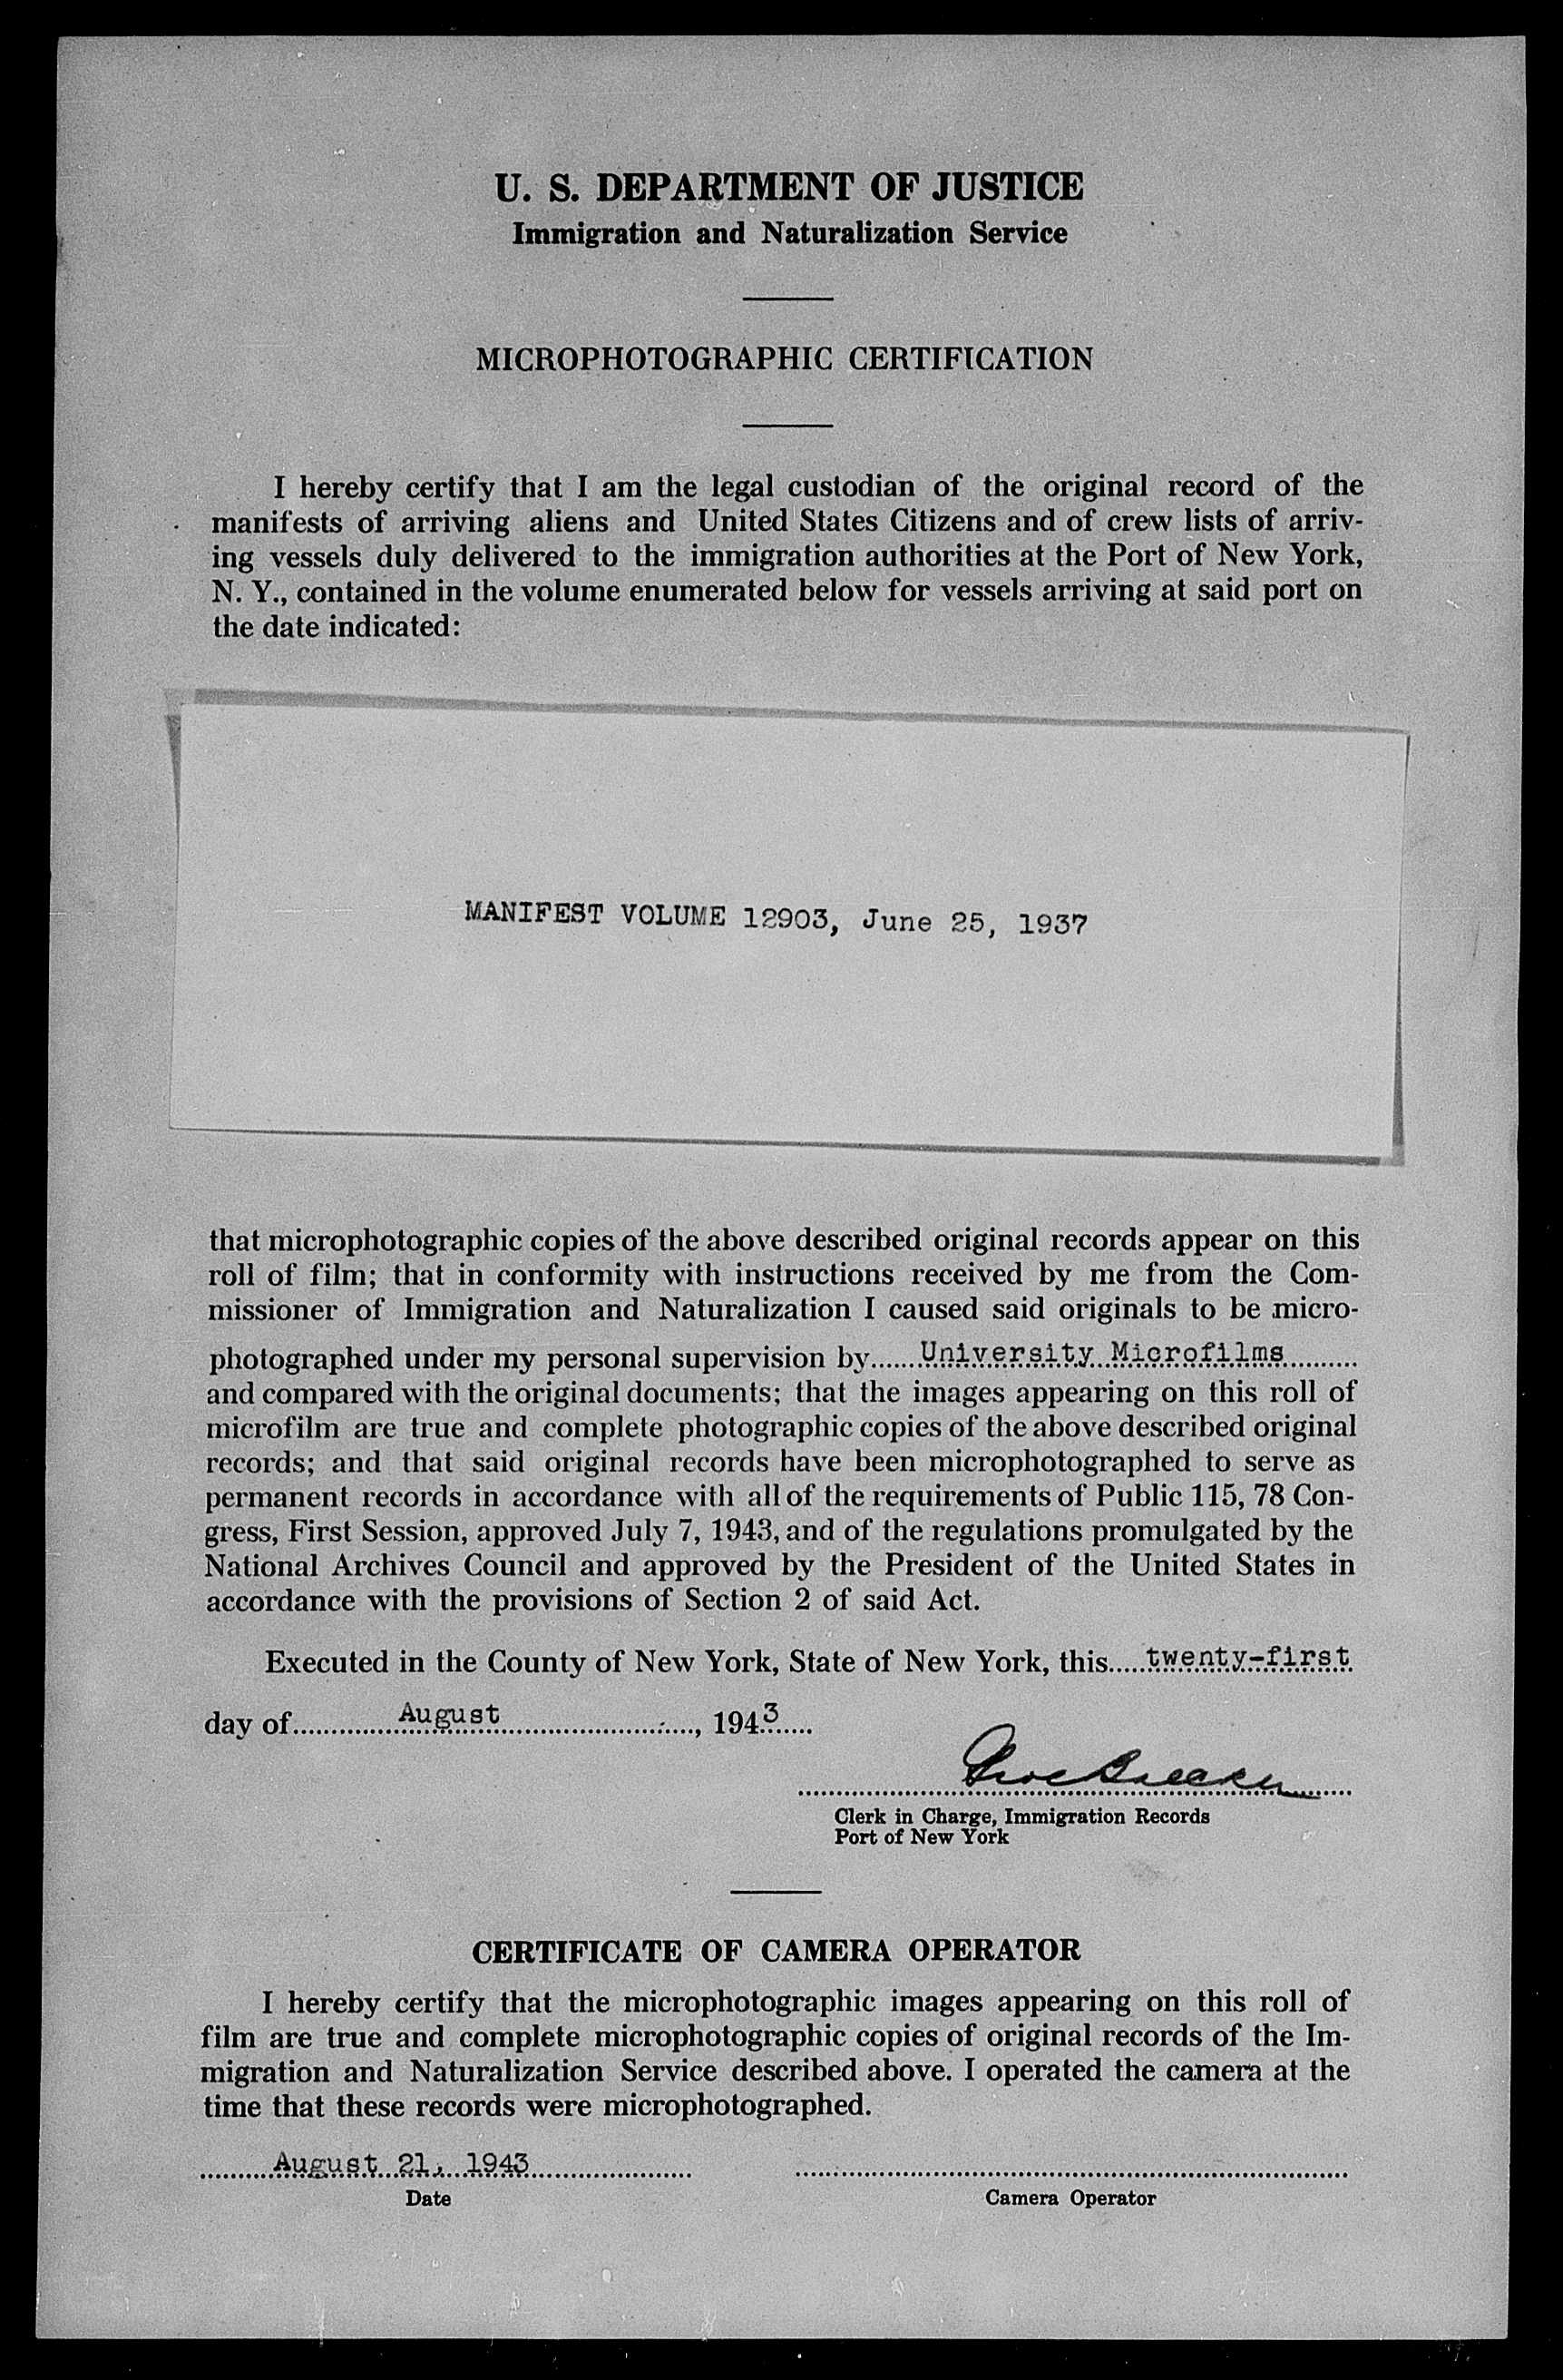 U. S. DEPARTMENT OF JUSTICE
Immigration and Naturalization Service
MICROPHOTOGRAPHIC CERTIFICATION
I hereby certify that I am the legal custodian of the original record of the
manifests of arriving aliens and United States Citizens and of crew lists of arriv-
ing vessels duly delivered to the immigration authorities at the Port of New York,
N. Y., contained in the volume enumerated below for vessels arriving at said port on
the date indicated:
MANIFEST VOLUME 12903, June 25, 1937
that microphotographic copies of the above described original records appear on this
roll of film; that in conformity with instructions received by me from the Com-
missioner of Immigration and Naturalization I caused said originals to be micro-
photographed under my personal supervision by......University Microfilms..........
and compared with the original documents; that the images appearing on this roll of
microfilm are true and complete photographic copies of the above described original
records; and that said original records have been microphotographed to serve as
permanent records in accordance with all of the requirements of Public 115, 78 Con-
gress, First Session, approved July 7, 1943, and of the regulations promulgated by the
National Archives Council and approved by the President of the United States in
accordance with the provisions of Section 2 of said Act.
Executed in the County of New York, State of New York, this.....twenty-first
day of..............August.........................., 1943.....
Clerk in Charge, Immigration Records
Port of New York
CERTIFICATE OF CAMERA OPERATOR
I hereby certify that the microphotographic images appearing on this roll of
film are true and complete microphotographic copies of original records of the Im-
migration and Naturalization Service described above. I operated the camera at the
time that these records were microphotographed.
August 21, 1943
Date
Camera Operator